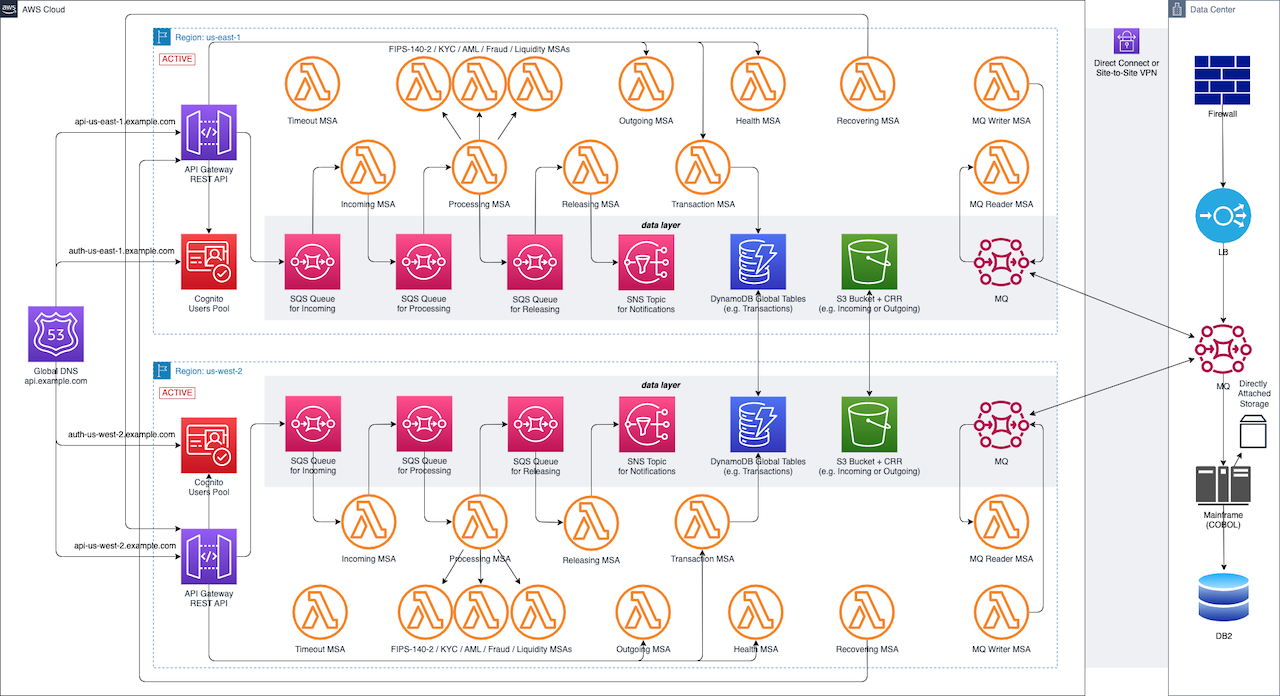 aws
AWS Cloud
Data Center
Region: us-east-1
ACTIVE
FIPS-140-2 / KYC / AML / Fraud / Liquidity MSAs
Timeout MSA
Outgoing MSA
Health MSA
Recovering MSA
MQ Writer MSA
Direct Connect or
Site-to-Site VPN
Firewall
api-us-east-1.example.com
API Gateway
REST API
Incoming MSA
Processing MSA
Releasing MSA
Transaction MSA
MQ Reader MSA
data layer
auth-us-east-1.example.com
LB
Cognito
Users Pool
SQS Queue
for Incoming
SQS Queue
for Processing
SQS Queue
for Releasing
SNS Topic
for Notifications
DynamoDB Global Tables
(e.g. Transactions)
S3 Bucket + CRR
(e.g. Incoming or Outgoing)
MQ
53
Global DNS
api.example.com
Region: us-west-2
ACTIVE
data layer
MQ
Directly
Attached
Storage
auth-us-west-2.example.com
Cognito
Users Pool
SQS Queue
for Incoming
SQS Queue
for Processing
SQS Queue
for Releasing
SNS Topic
for Notifications
DynamoDB Global Tables
(e.g. Transactions)
S3 Bucket + CRR
(e.g. Incoming or Outgoing)
MQ
Mainframe
(COBOL)
api-us-west-2.example.com
API Gateway
REST API
Incoming MSA
Processing MSA
Releasing MSA
Transaction MSA
MQ Reader MSA
Timeout MSA
FIPS-140-2 / KYC / AML / Fraud / Liquidity MSAs
Outgoing MSA
Health MSA
Recovering MSA
MQ Writer MSA
DB2